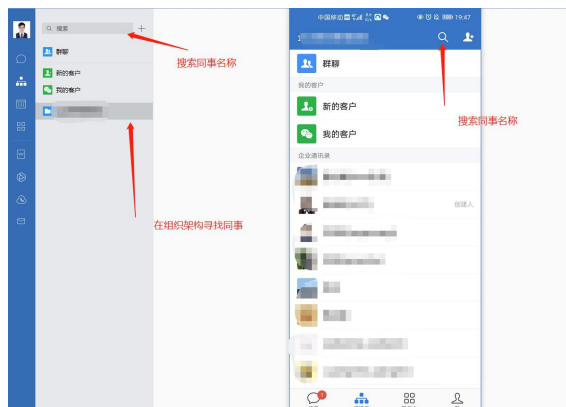 搜索
群聊
新的客户
我的客户
搜索同事名称
在组织架构寻找同事
中国移动 19:47
群聊
我的客户
新的客户
我的客户
企业通讯录
创建人
搜索同事名称